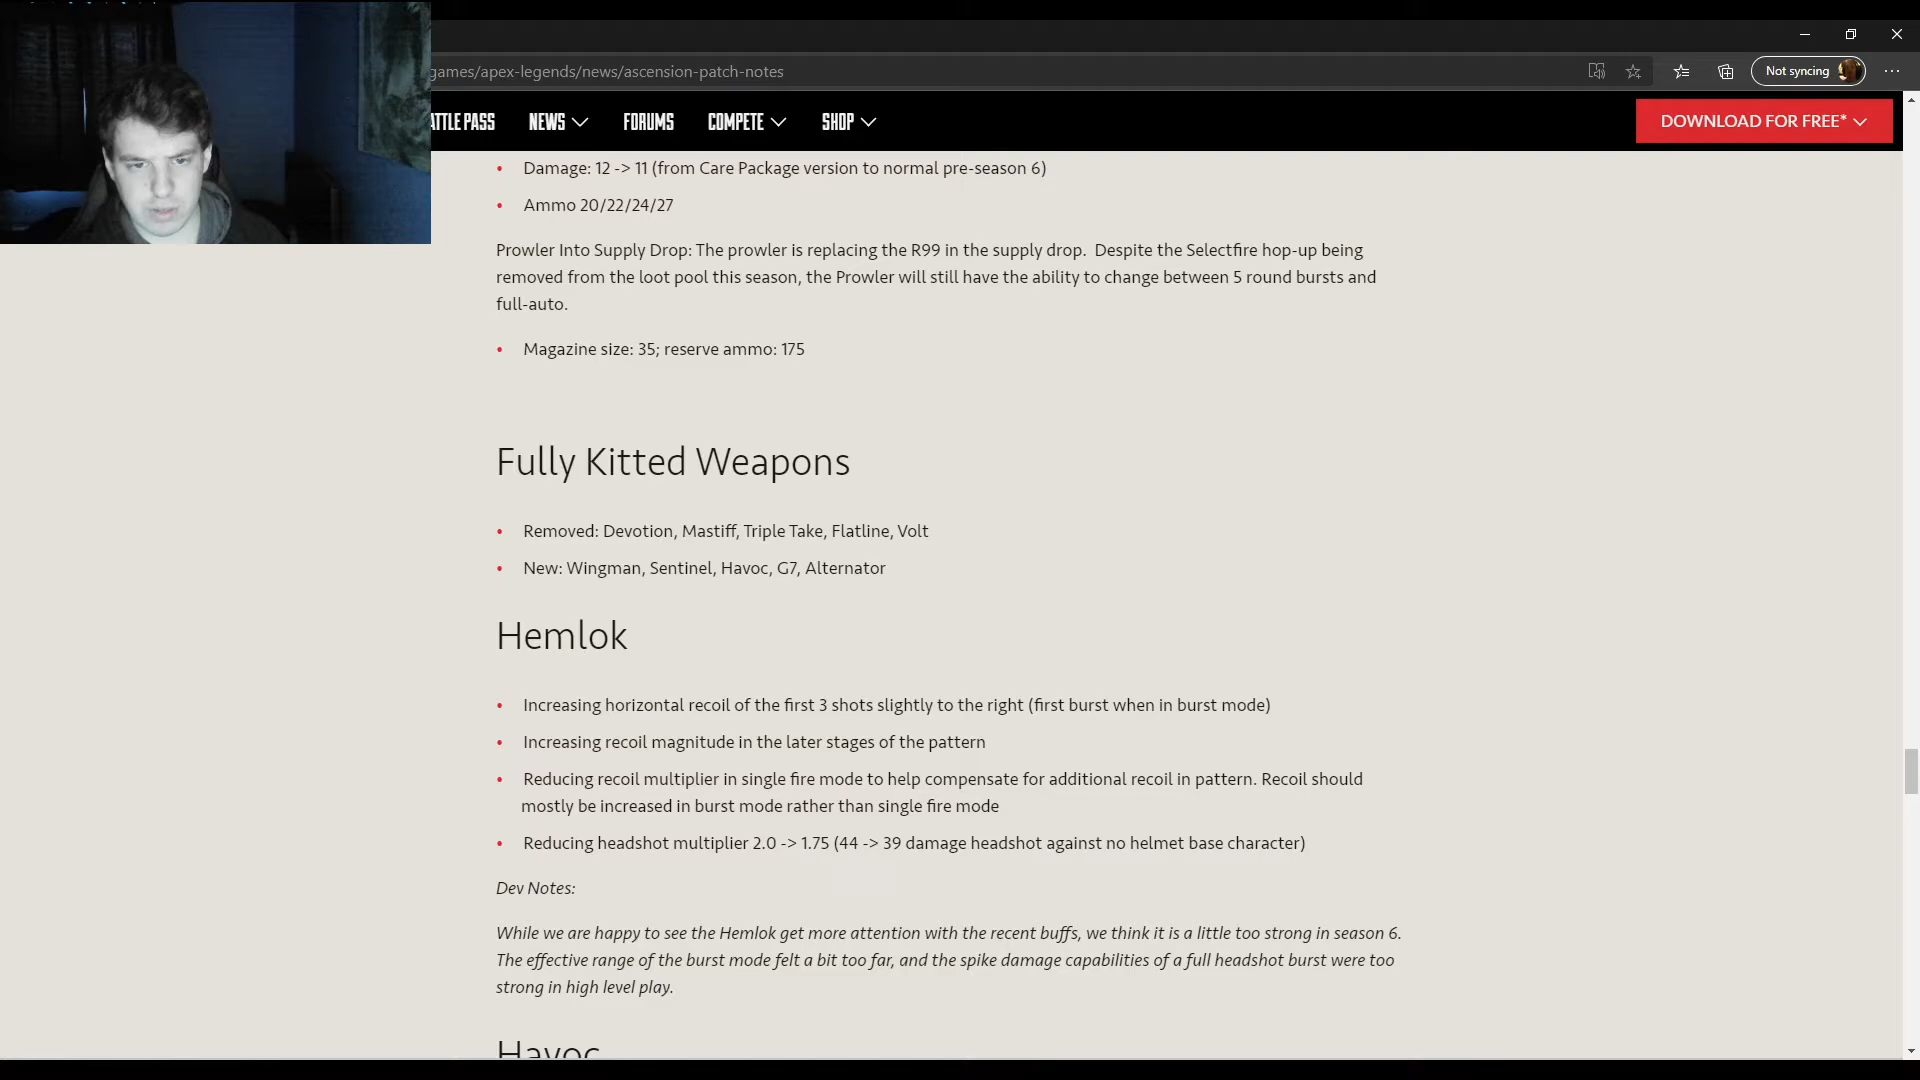 games/apex-legends/news/ascension-patch-notes
Not syncing
ATTLE PASS
NEWS
FORUMS
COMPETE
SHOP
DOWNLOAD FOR FREE*
• Damage: 12 -> 11 (from Care Package version to normal pre-season 6)
• Ammo 20/22/24/27
Prowler Into Supply Drop: The prowler is replacing the R99 in the supply drop.  Despite the Selectfire hop-up being
removed from the loot pool this season, the Prowler will still have the ability to change between 5 round bursts and
full-auto.
• Magazine size: 35; reserve ammo: 175
Fully Kitted Weapons
• Removed: Devotion, Mastiff, Triple Take, Flatline, Volt
• New: Wingman, Sentinel, Havoc, G7, Alternator
Hemlok
• Increasing horizontal recoil of the first 3 shots slightly to the right (first burst when in burst mode)
• Increasing recoil magnitude in the later stages of the pattern
• Reducing recoil multiplier in single fire mode to help compensate for additional recoil in pattern. Recoil should
mostly be increased in burst mode rather than single fire mode
• Reducing headshot multiplier 2.0 -> 1.75 (44 -> 39 damage headshot against no helmet base character)
Dev Notes:
While we are happy to see the Hemlok get more attention with the recent buffs, we think it is a little too strong in season 6.
The effective range of the burst mode felt a bit too far, and the spike damage capabilities of a full headshot burst were too
strong in high level play.
Havoc